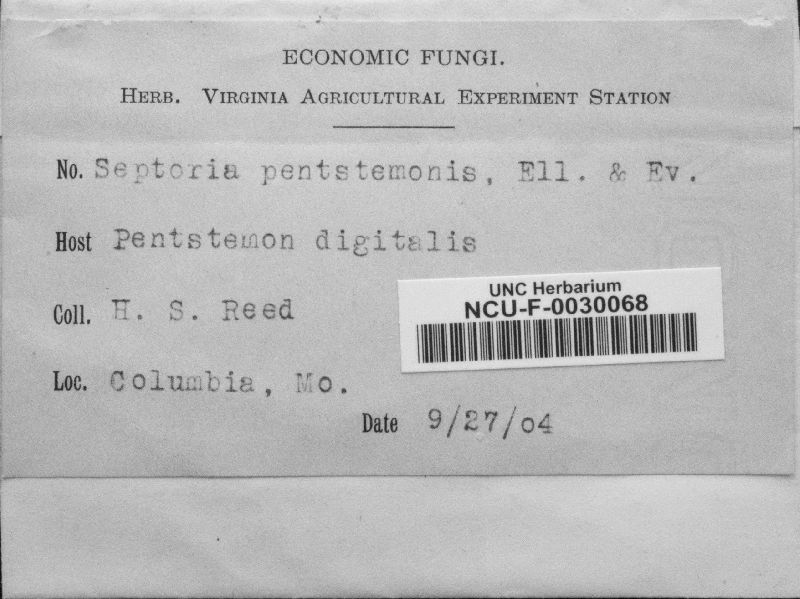 ECONOMIC FUNGI.
HERB. VIRGINIA AGRICULTURAL EXPERIMENT STATION
No. Septoria pentstemonis, Ell. & Ev.
Host Pentstemon digitalis
Coll. H. S. Reed
UNC Herbarium
NCU-F-0030068
Loc. Columbia, Mo.
Date 9/27/04